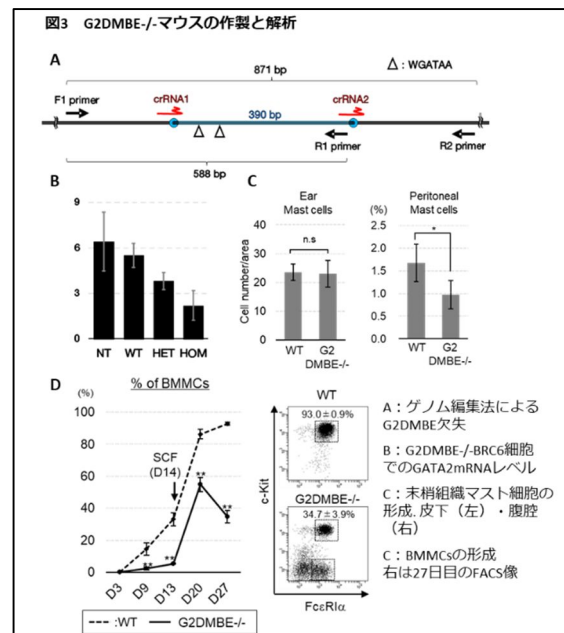 図3 G2DMBE-/-マウスの作製と解析
A
871 bp
△ : WGATAA
F1 primer
crRNA1
crRNA2
390 bp
R1 primer
R2 primer
588 bp
B
9
6
3
0
NT WT HET HOM
C
Ear
Mast cells
Cell number/area
40
30
20
10
0
n.s
WT G2
DMBE-/-
Peritoneal
Mast cells
(%)
2.5
2.0
1.5
1.0
0.5
0.0
*
WT G2
DMBE-/-
D
% of BMMCs
(%)
100
80
60
40
20
0
SCF
(D14)
**
**
**
**
D3 D9 D13 D20 D27
:WT
G2DMBE-/-
WT
93.0±0.9%
c-Kit
G2DMBE-/-
34.7±3.9%
FcεRIα
A:ゲノム編集法による
G2DMBE欠失
B:G2DMBE-/-BRC6細胞
でのGATA2mRNAレベル
C:末梢組織マスト細胞の
形成. 皮下(左)・腹腔
(右)
C:BMMCsの形成
右は27日目のFACS像